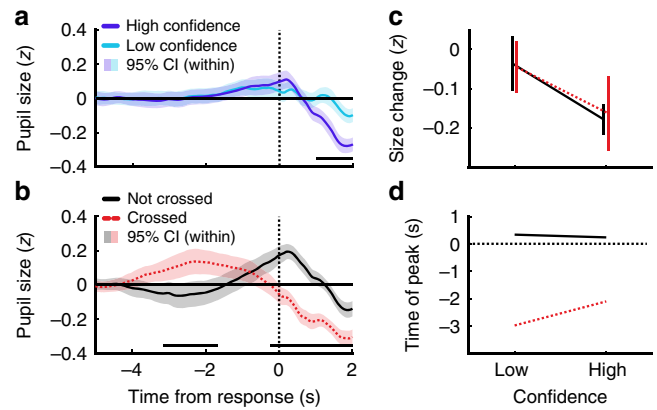 a
High confidence
Low confidence
95% CI (within)
Pupil size (z)
0.4
0.2
0
−0.2
−0.4
b
Not crossed
Crossed
95% CI (within)
Pupil size (z)
0.4
0.2
0
−0.2
−0.4
−4
−2
0
2
Time from response (s)
c
Size change (z)
0
−0.1
−0.2
d
Time of peak (s)
1
0
−1
−2
−3
Low
High
Confidence